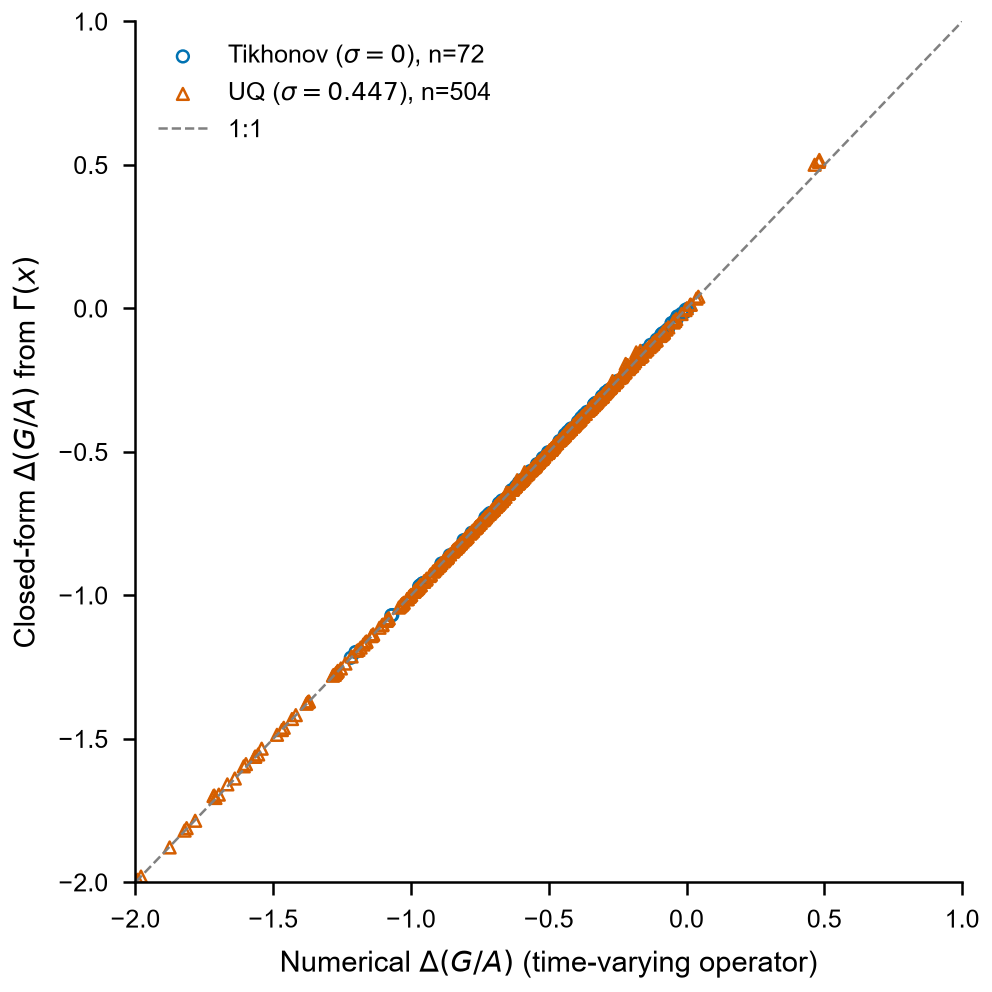 Tikhonov (σ = 0), n=72
UQ (σ = 0.447), n=504
1:1
Closed-form Δ(G/A) from Γ(x)
1.0
0.5
0.0
−0.5
−1.0
−1.5
−2.0
−2.0 −1.5 −1.0 −0.5 0.0 0.5 1.0
Numerical Δ(G/A) (time-varying operator)